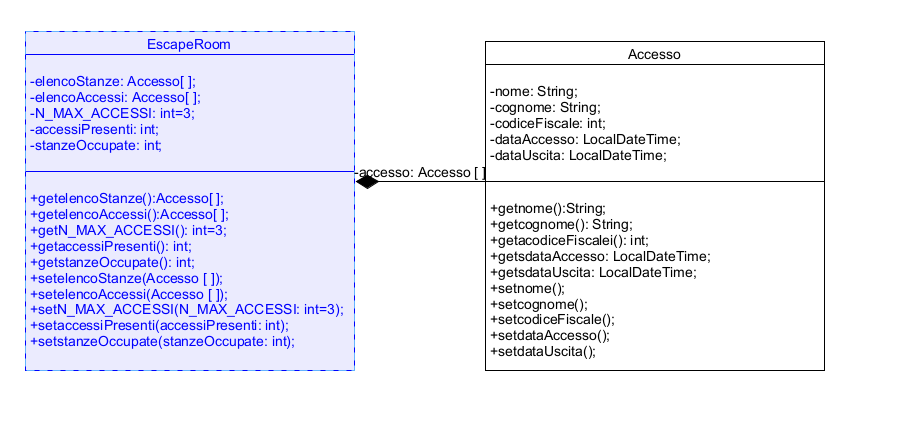 EscapeRoom
-elencoStanze: Accesso[ ];
-elencoAccessi: Accesso[ ];
-N_MAX_ACCESSI: int=3;
-accessiPresenti: int;
-stanzeOccupate: int;
+getelencoStanze():Accesso[ ];
+getelencoAccessi():Accesso[ ];
+getN_MAX_ACCESSI(): int=3;
+getaccessiPresenti(): int;
+getstanzeOccupate(): int;
+setelencoStanze(Accesso [ ]);
+setelencoAccessi(Accesso [ ]);
+setN_MAX_ACCESSI(N_MAX_ACCESSI: int=3);
+setaccessiPresenti(accessiPresenti: int);
+setstanzeOccupate(stanzeOccupate: int);
-accesso: Accesso [ ]
Accesso
-nome: String;
-cognome: String;
-codiceFiscale: int;
-dataAccesso: LocalDateTime;
-dataUscita: LocalDateTime;
+getnome():String;
+getcognome(): String;
+getacodiceFiscalei(): int;
+getsdataAccesso: LocalDateTime;
+getsdataUscita: LocalDateTime;
+setnome();
+setcognome();
+setcodiceFiscale();
+setdataAccesso();
+setdataUscita();